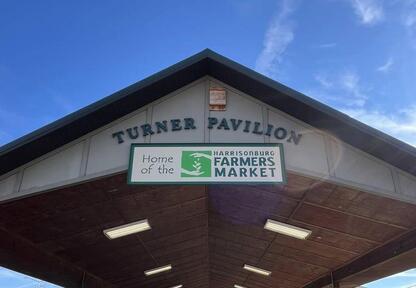 TURNER PAVILION
Home
of the
HARRISONBURG
FARMERS
MARKET